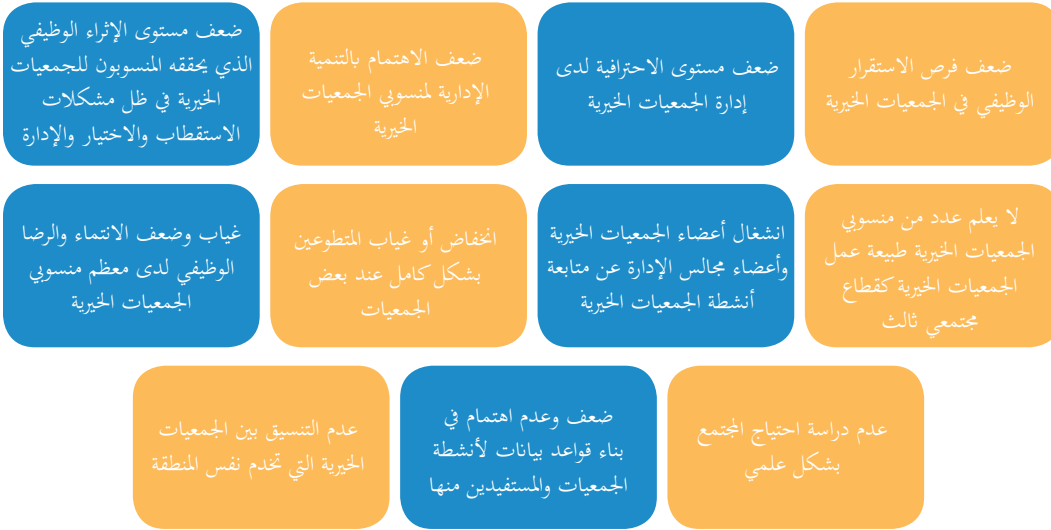 ضعف فرص الاستقرار
الوظيفي في الجمعيات الخيرية
ضعف مستوى الاحترافية لدى
إدارة الجمعيات الخيرية
ضعف الاهتمام بالتنمية
الإدارية لمنسوبي الجمعيات
الخيرية
ضعف مستوى الإثراء الوظيفي
الذي يحققه المنسوبون للجمعيات
الخيرية في ظل مشكلات
الاستقطاب والاختيار والإدارة
لا يعلم عدد من منسوبي
الجمعيات الخيرية طبيعة عمل
الجمعيات الخيرية كقطاع
مجتمعي ثالث
انشغال أعضاء الجمعيات الخيرية
وأعضاء مجالس الإدارة عن متابعة
أنشطة الجمعيات الخيرية
انخفاض أو غياب المتطوعين
بشكل كامل عند بعض
الجمعيات
غياب وضعف الانتماء والرضا
الوظيفي لدى معظم منسوبي
الجمعيات الخيرية
عدم دراسة احتياج المجتمع
بشكل علمي
ضعف وعدم اهتمام في
بناء قواعد بيانات لأنشطة
الجمعيات والمستفيدين منها
عدم التنسيق بين الجمعيات
الخيرية التي تخدم نفس المنطقة